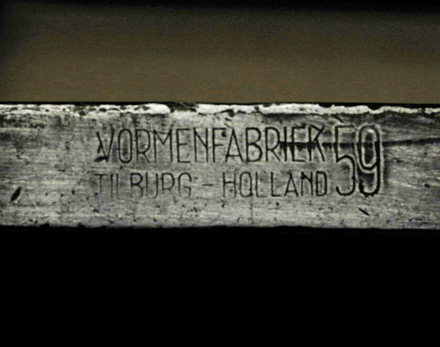 VORMENFABRIEK 59
TILBURG - HOLLAND